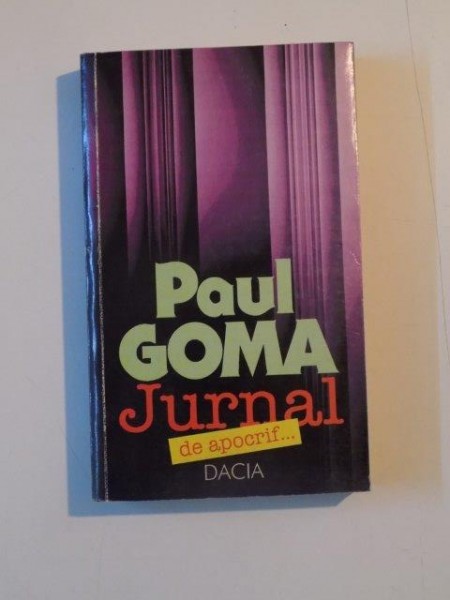 Paul
GOMA
Jurnal
de apocrif...
DACIA